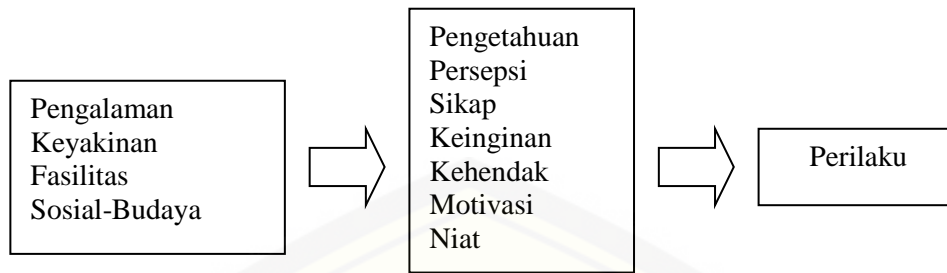 Pengalaman
Keyakinan
Fasilitas
Sosial-Budaya
Pengetahuan
Persepsi
Sikap
Keinginan
Kehendak
Motivasi
Niat
Perilaku